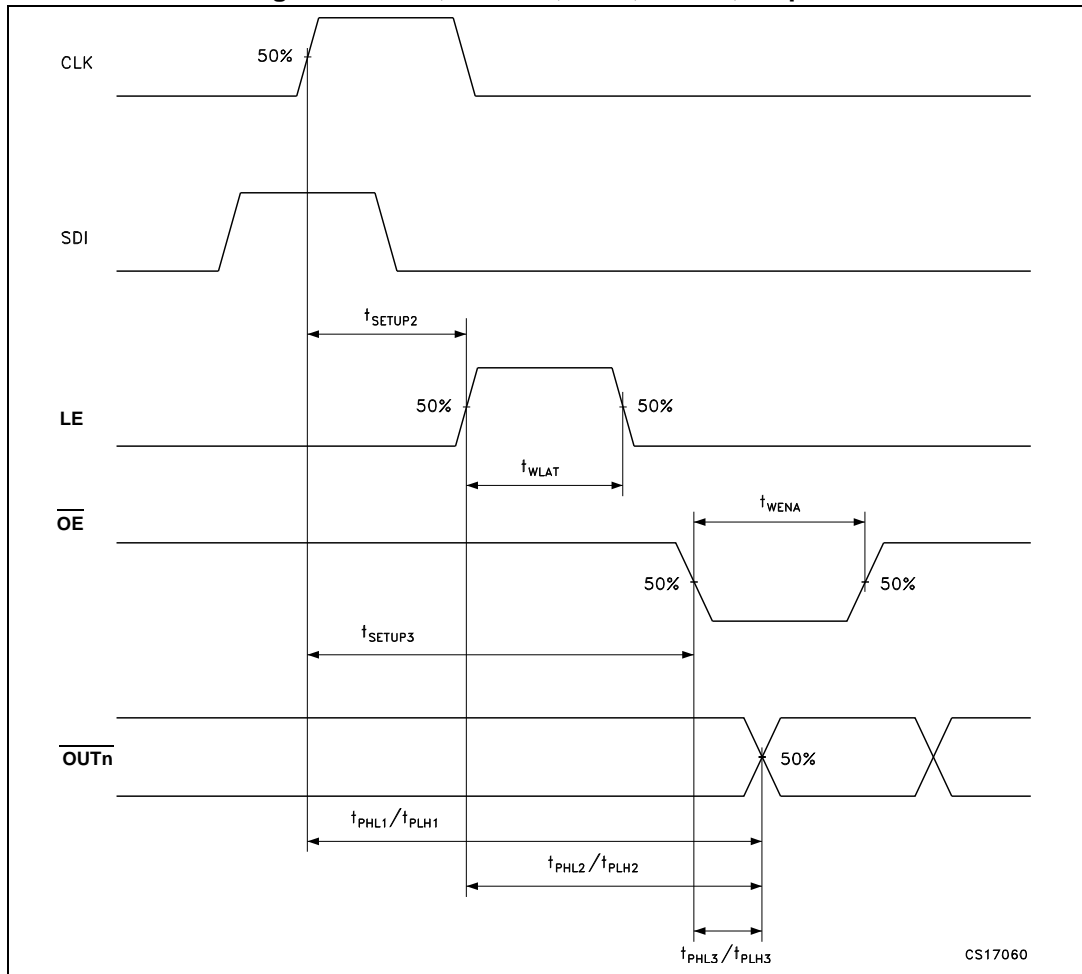 50%
CLK
SDI
tSETUP2
50%
50%
LE
tWLAT
tWENA
OE
50%
50%
tSETUP3
OUTn
50%
tPHL1/tPLH1
tPHL2/tPLH2
tPHL3/tPLH3
CS17060